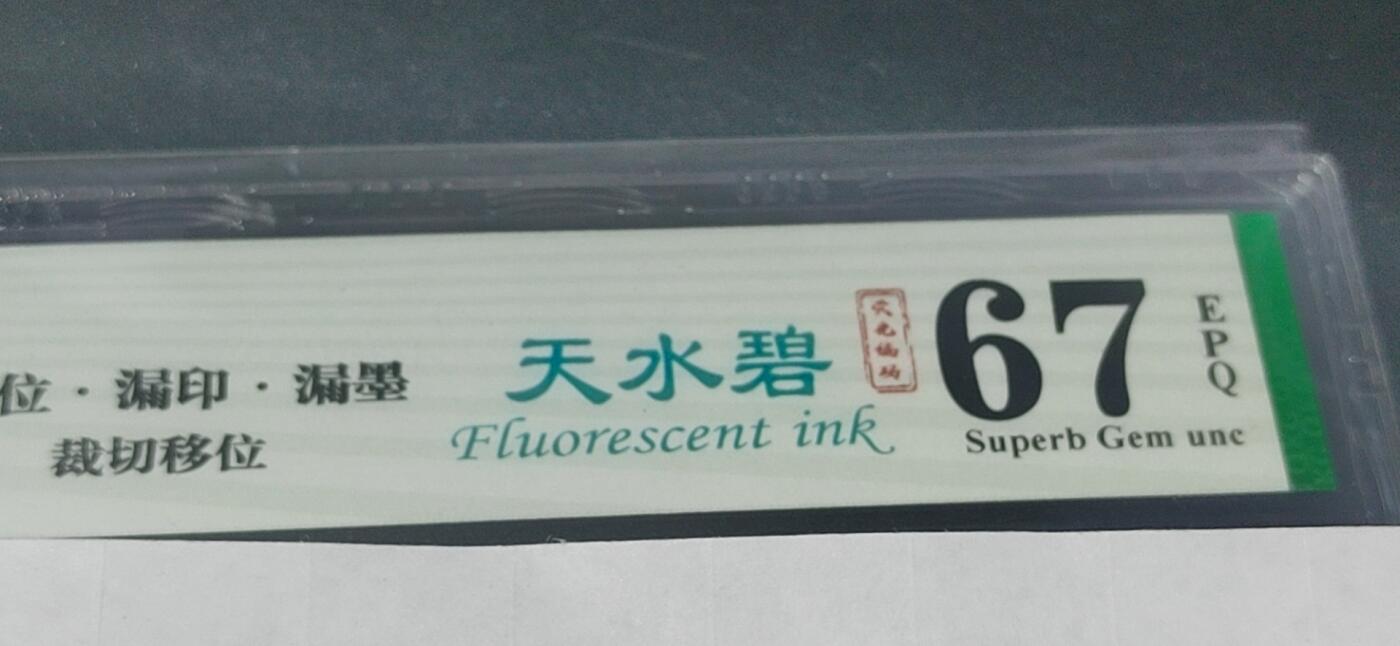 位·漏印·漏墨
裁切移位
天水碧
Fluorescent ink
67
EPQ
Superb Gem unc